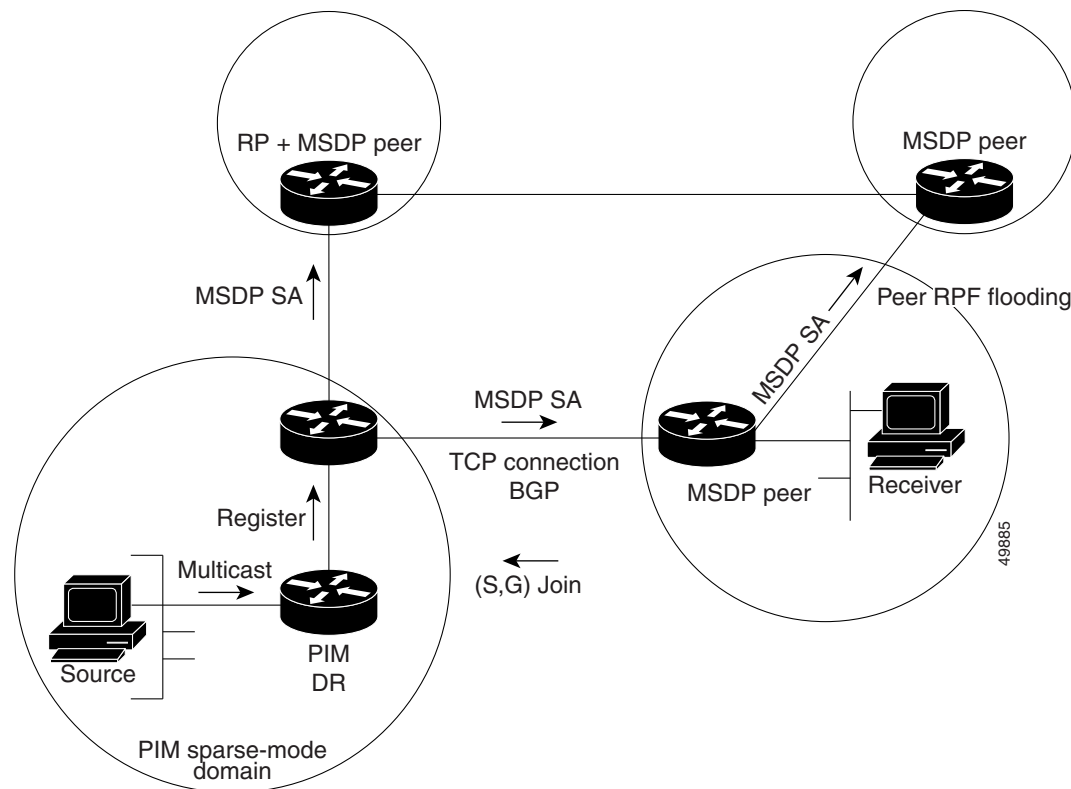 RP + MSDP peer
MSDP peer
MSDP SA
Peer RPF flooding
MSDP SA
MSDP SA
TCP connection
BGP
MSDP peer
Receiver
Register
49885
Multicast
(S,G) Join
Source
PIM
DR
PIM sparse-mode
domain